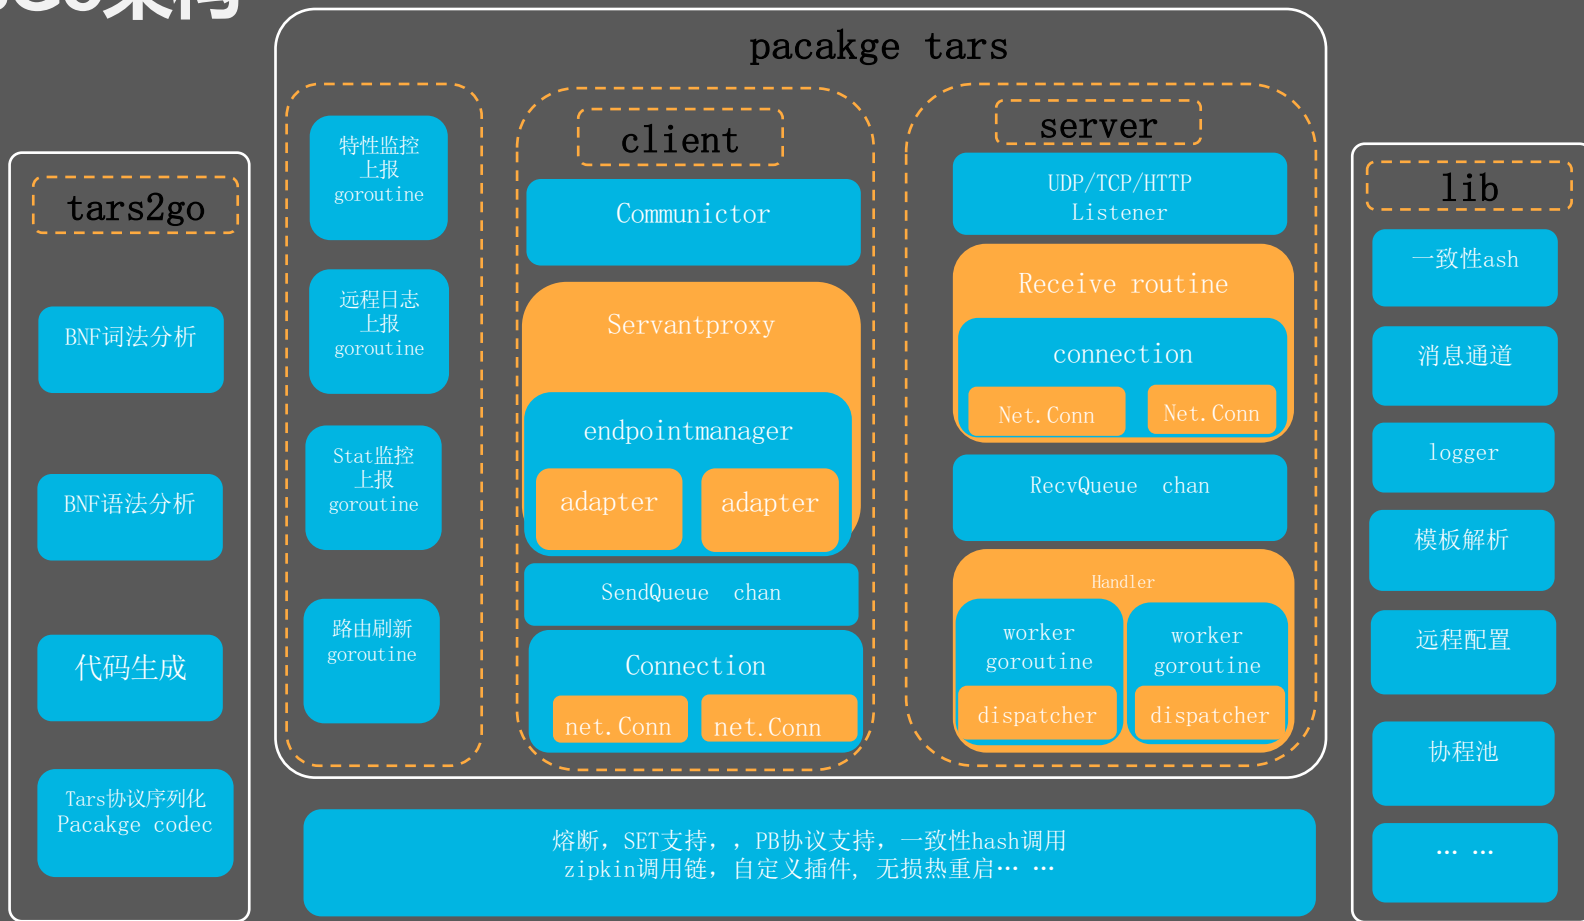 Go架构
pacakge tars
tars2go
BNF词法分析
BNF语法分析
代码生成
Tars协议序列化
Pacakge codec
特性监控
上报
goroutine
远程日志
上报
goroutine
Stat监控
上报
goroutine
路由刷新
goroutine
client
Communictor
Servantproxy
endpointmanager
adapter
adapter
SendQueue chan
Connection
net.Conn
net.Conn
server
UDP/TCP/HTTP
Listener
Receive routine
connection
Net.Conn
Net.Conn
RecvQueue chan
Handler
worker
goroutine
worker
goroutine
dispatcher
dispatcher
lib
一致性ash
消息通道
logger
模板解析
远程配置
协程池
… …
熔断, SET支持, , PB协议支持, 一致性hash调用
zipkin调用链, 自定义插件, 无损热重启… …